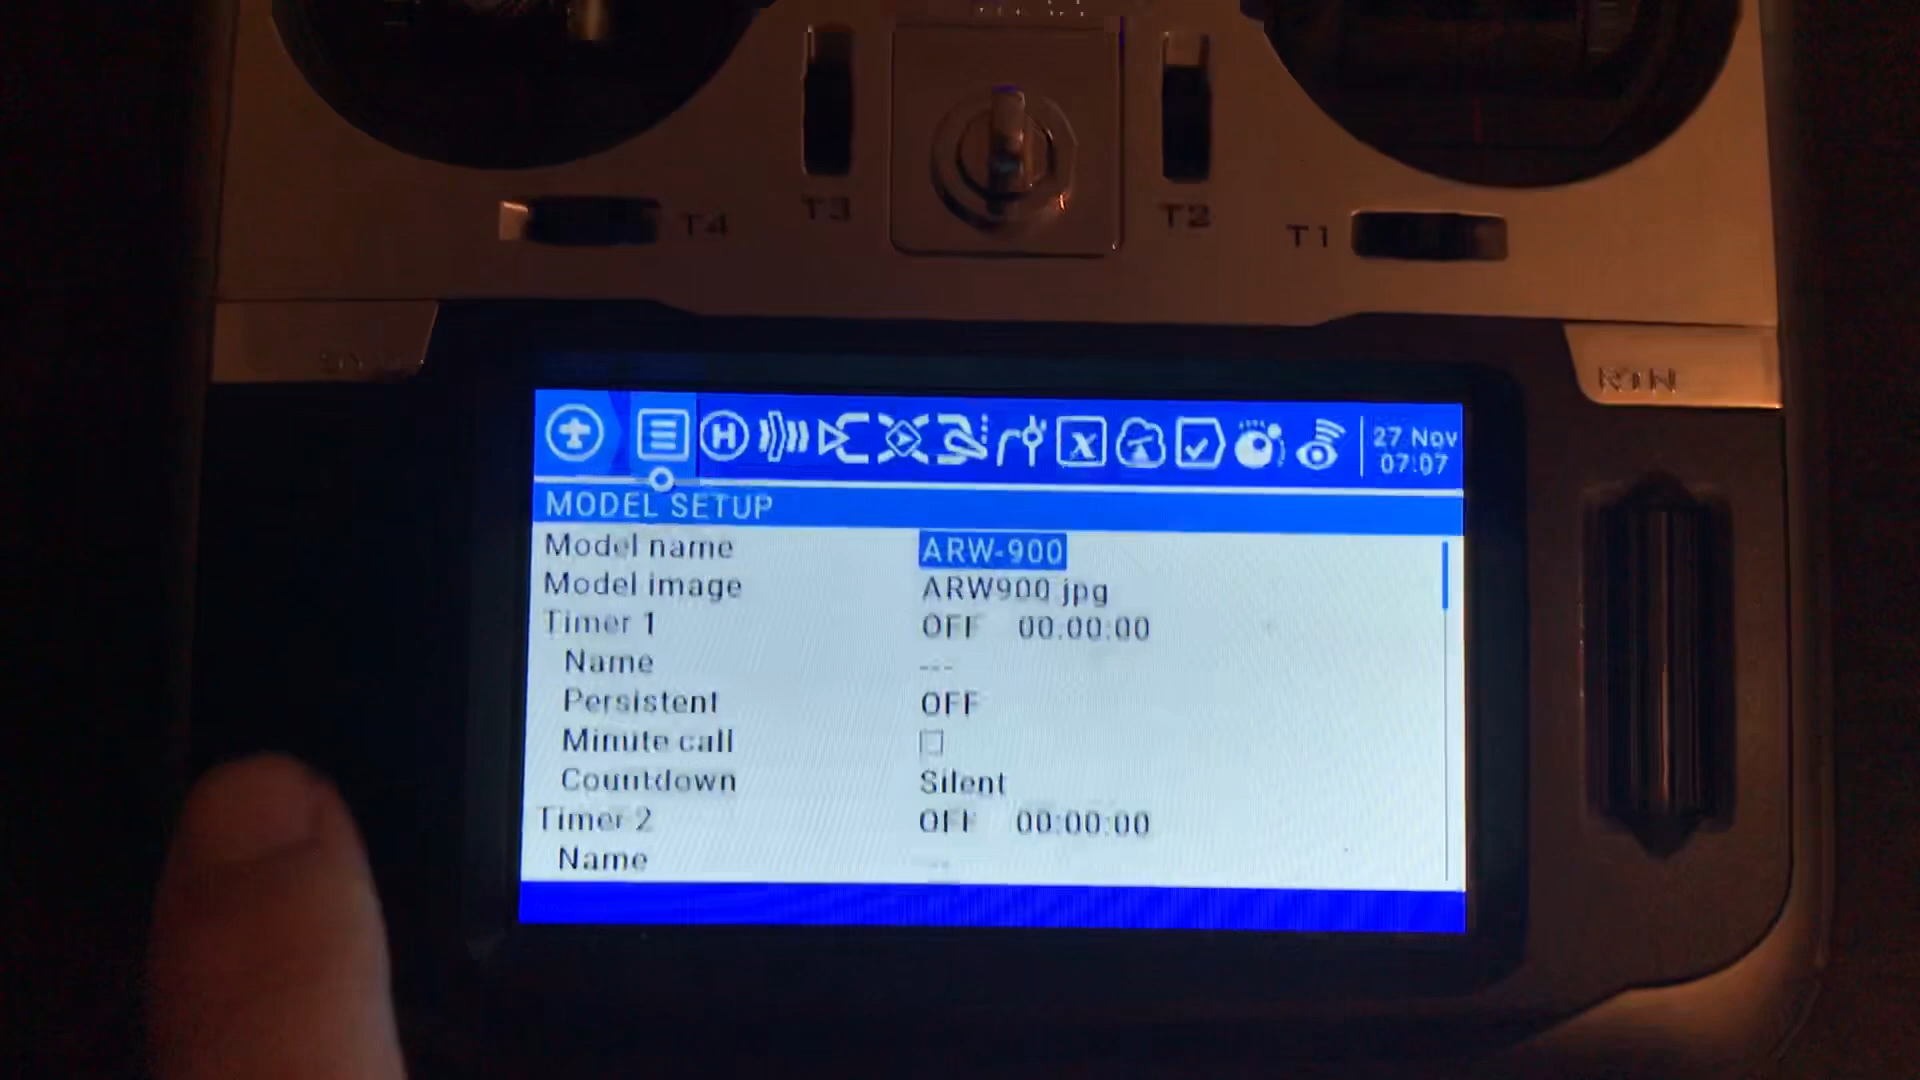 T4
T3
T2
T1
RTN
27 Nov
07:07
MODEL SETUP
Model name ARW-900
Model image ARW900.jpg
Timer 1 OFF 00:00:00
Name ---
Persistent OFF
Minute call
Countdown Silent
Timer 2 OFF 00:00:00
Name ---